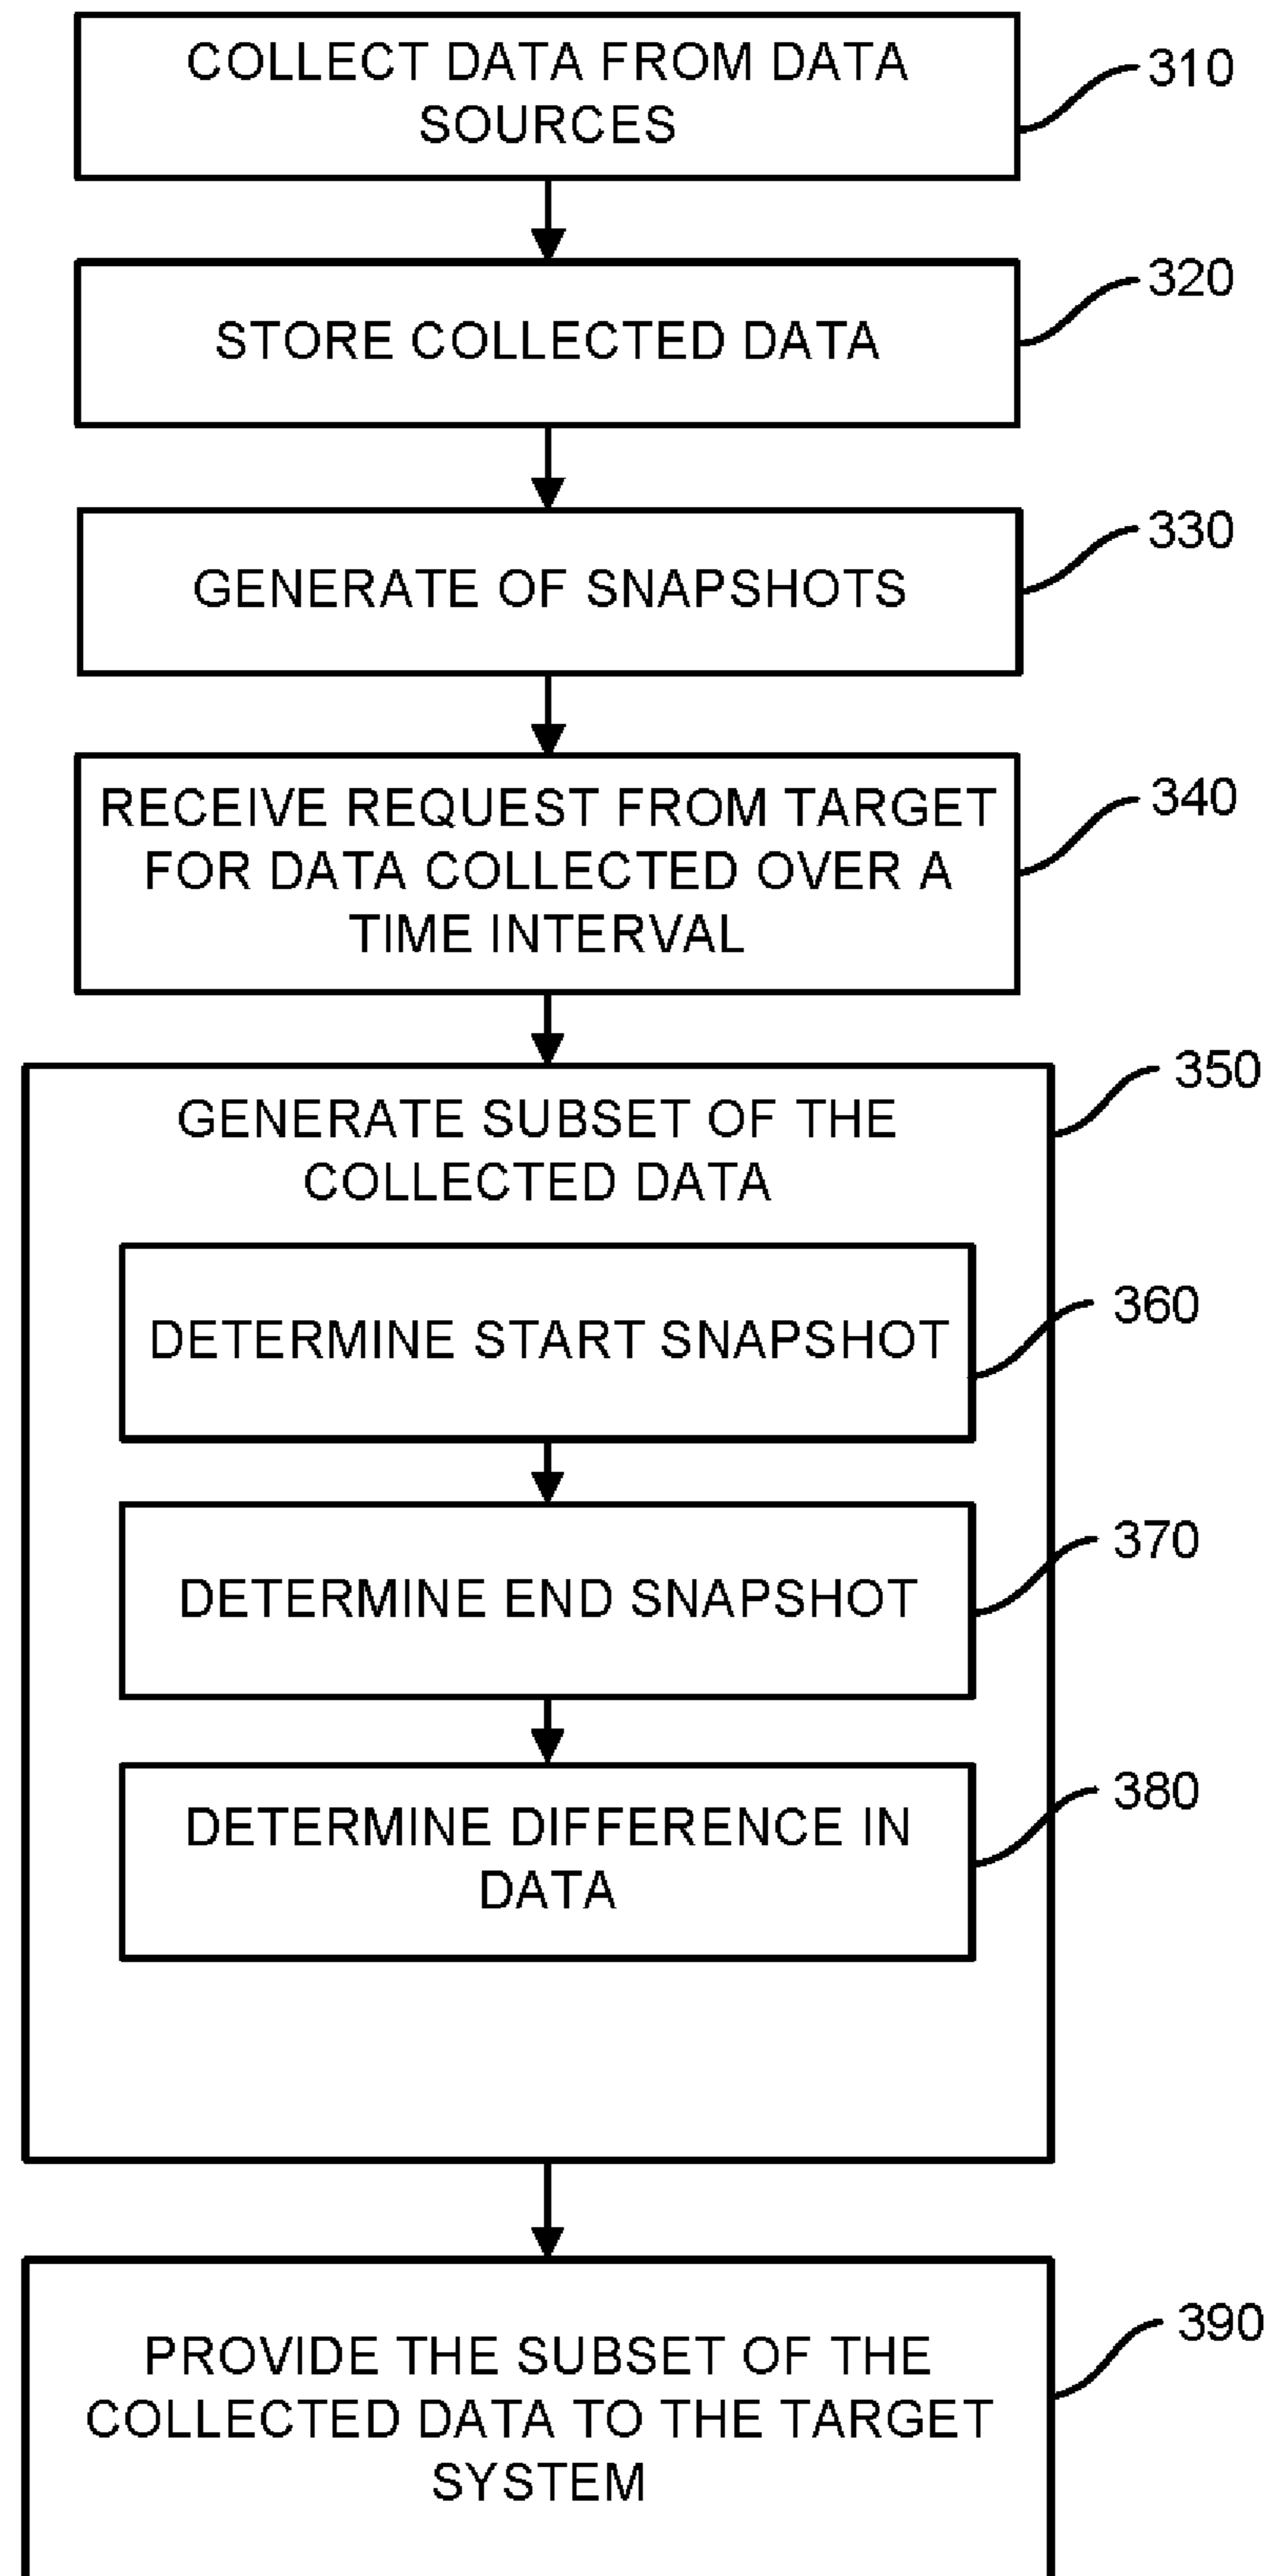 COLLECT DATA FROM DATA
SOURCES
310
STORE COLLECTED DATA
320
GENERATE OF SNAPSHOTS
330
RECEIVE REQUEST FROM TARGET
FOR DATA COLLECTED OVER A
TIME INTERVAL
340
GENERATE SUBSET OF THE
COLLECTED DATA
350
DETERMINE START SNAPSHOT
360
DETERMINE END SNAPSHOT
370
DETERMINE DIFFERENCE IN
DATA
380
PROVIDE THE SUBSET OF THE
COLLECTED DATA TO THE TARGET
SYSTEM
390